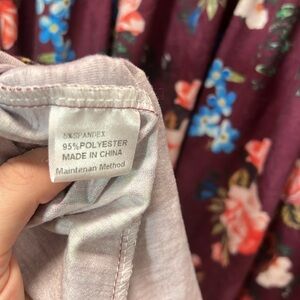 5%SPANDEX
95%POLYESTER
MADE IN CHINA
Maintenan Method